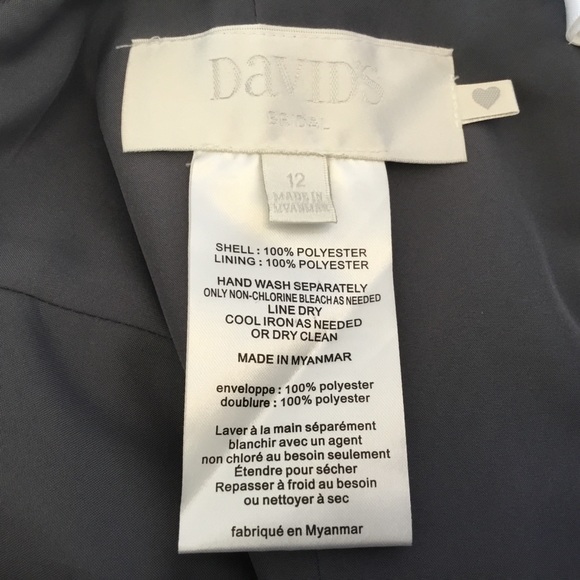 DaVID'S
BRIDAL
12
MADE IN
MYANMAR
SHELL : 100% POLYESTER
LINING : 100% POLYESTER
HAND WASH SEPARATELY
ONLY NON-CHLORINE BLEACH AS NEEDED
LINE DRY
COOL IRON AS NEEDED
OR DRY CLEAN
MADE IN MYANMAR
enveloppe : 100% polyester
doublure : 100% polyester
Laver à la main séparément
blanchir avec un agent
non chloré au besoin seulement
Étendre pour sécher
Repasser à froid au besoin
ou nettoyer à sec
fabriqué en Myanmar